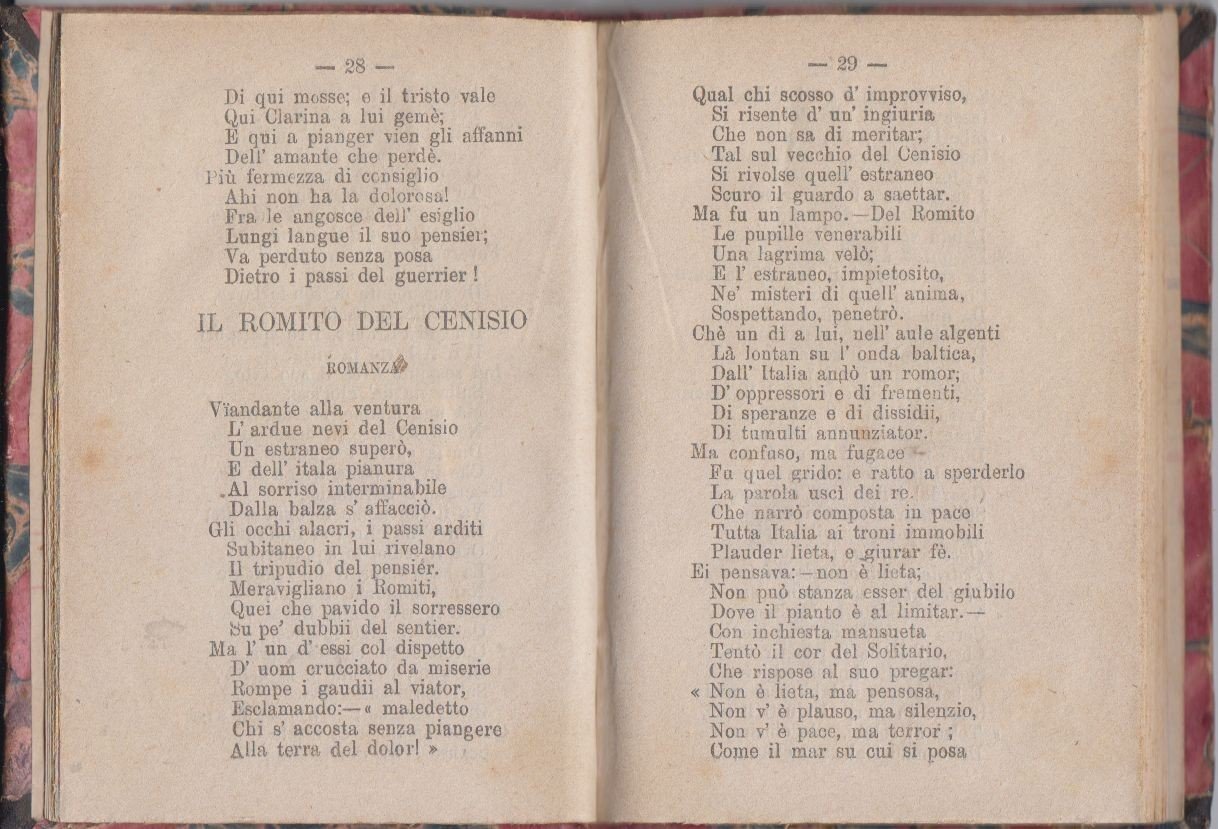 — 28 —
Di qui mosse; e il tristo vale
Qui Clarina a lui gemè;
E qui a pianger vien gli affanni
Dell' amante che perdè.
Più fermezza di consiglio
Ahi non ha la dolorosa!
Fra le angosce dell' esiglio
Lungi langue il suo pensier;
Va perduto senza posa
Dietro i passi del guerrier!
IL ROMITO DEL CENISIO
ROMANZA
Vïandante alla ventura
L' ardue nevi del Cenisio
Un estraneo superò,
E dell' itala pianura
Al sorriso interminabile
Dalla balza s' affacciò.
Gli occhi alacri, i passi arditi
Subitaneo in lui rivelano
Il tripudio del pensiér.
Meravigliano i Romiti,
Quei che pavido il sorressero
Su pe' dubbii del sentier.
Ma l' un d' essi col dispetto
D' uom crucciato da miserie
Rompe i gaudii al viator,
Esclamando:— « maledetto
Chi s' accosta senza piangere
Alla terra del dolor! »
— 29 —
Qual chi scosso d' improvviso,
Si risente d' un' ingiuria
Che non sa di meritar;
Tal sul vecchio del Cenisio
Si rivolse quell' estraneo
Scuro il guardo a saettar.
Ma fu un lampo.—Del Romito
Le pupille venerabili
Una lagrima velò;
E l' estraneo, impietosito,
Ne' misteri di quell' anima,
Sospettando, penetrò.
Chè un dì a lui, nell' aule algenti
Là lontan su l' onda baltica,
Dall' Italia andò un romor;
D' oppressori e di frementi,
Di speranze e di dissidii,
Di tumulti annunziator.
Ma confuso, ma fugace
Fu quel grido: e ratto a sperderlo
La parola uscì dei re.
Che narrò composta in pace
Tutta Italia ai troni immobili
Plauder lieta, e giurar fè.
Ei pensava:—non è lieta;
Non può stanza esser del giubilo
Dove il pianto è al limitar.—
Con inchiesta mansueta
Tentò il cor del Solitario,
Che rispose al suo pregar:
« Non è lieta, ma pensosa,
Non v' è plauso, ma silenzio,
Non v' è pace, ma terror;
Come il mar su cui si posa